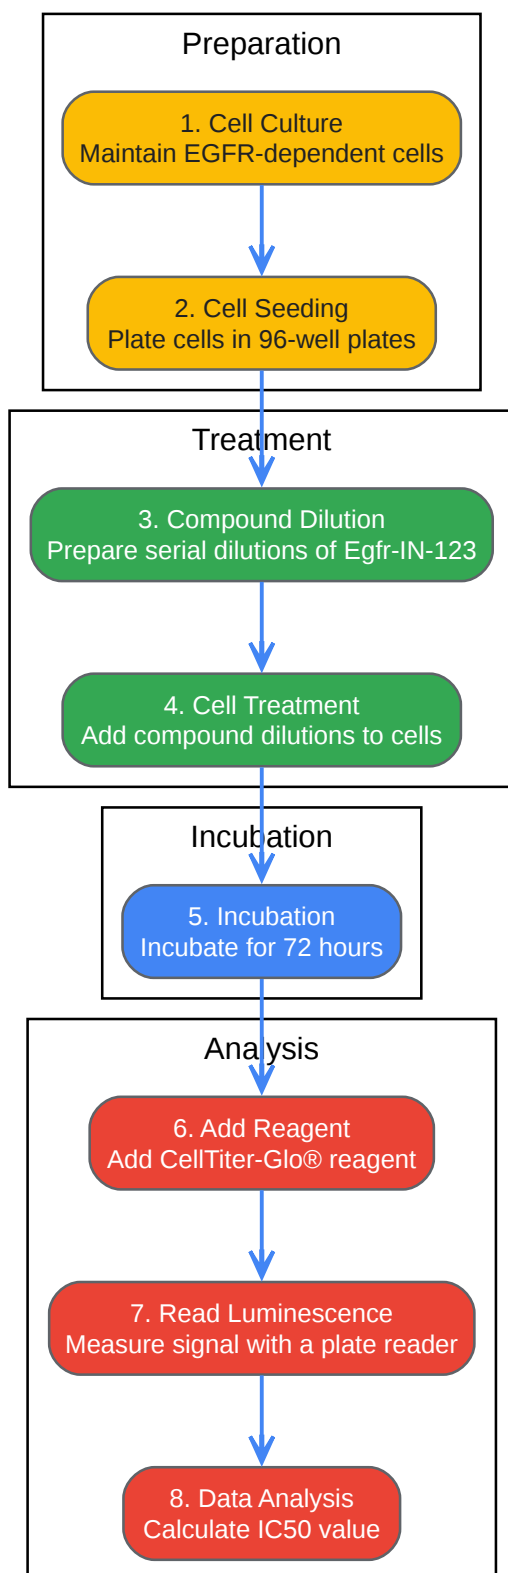 Preparation
1. Cell Culture
Maintain EGFR-dependent cells
2. Cell Seeding
Plate cells in 96-well plates
Treatment
3. Compound Dilution
Prepare serial dilutions of Egfr-IN-123
4. Cell Treatment
Add compound dilutions to cells
Incubation
5. Incubation
Incubate for 72 hours
Analysis
6. Add Reagent
Add CellTiter-Glo® reagent
7. Read Luminescence
Measure signal with a plate reader
8. Data Analysis
Calculate IC50 value